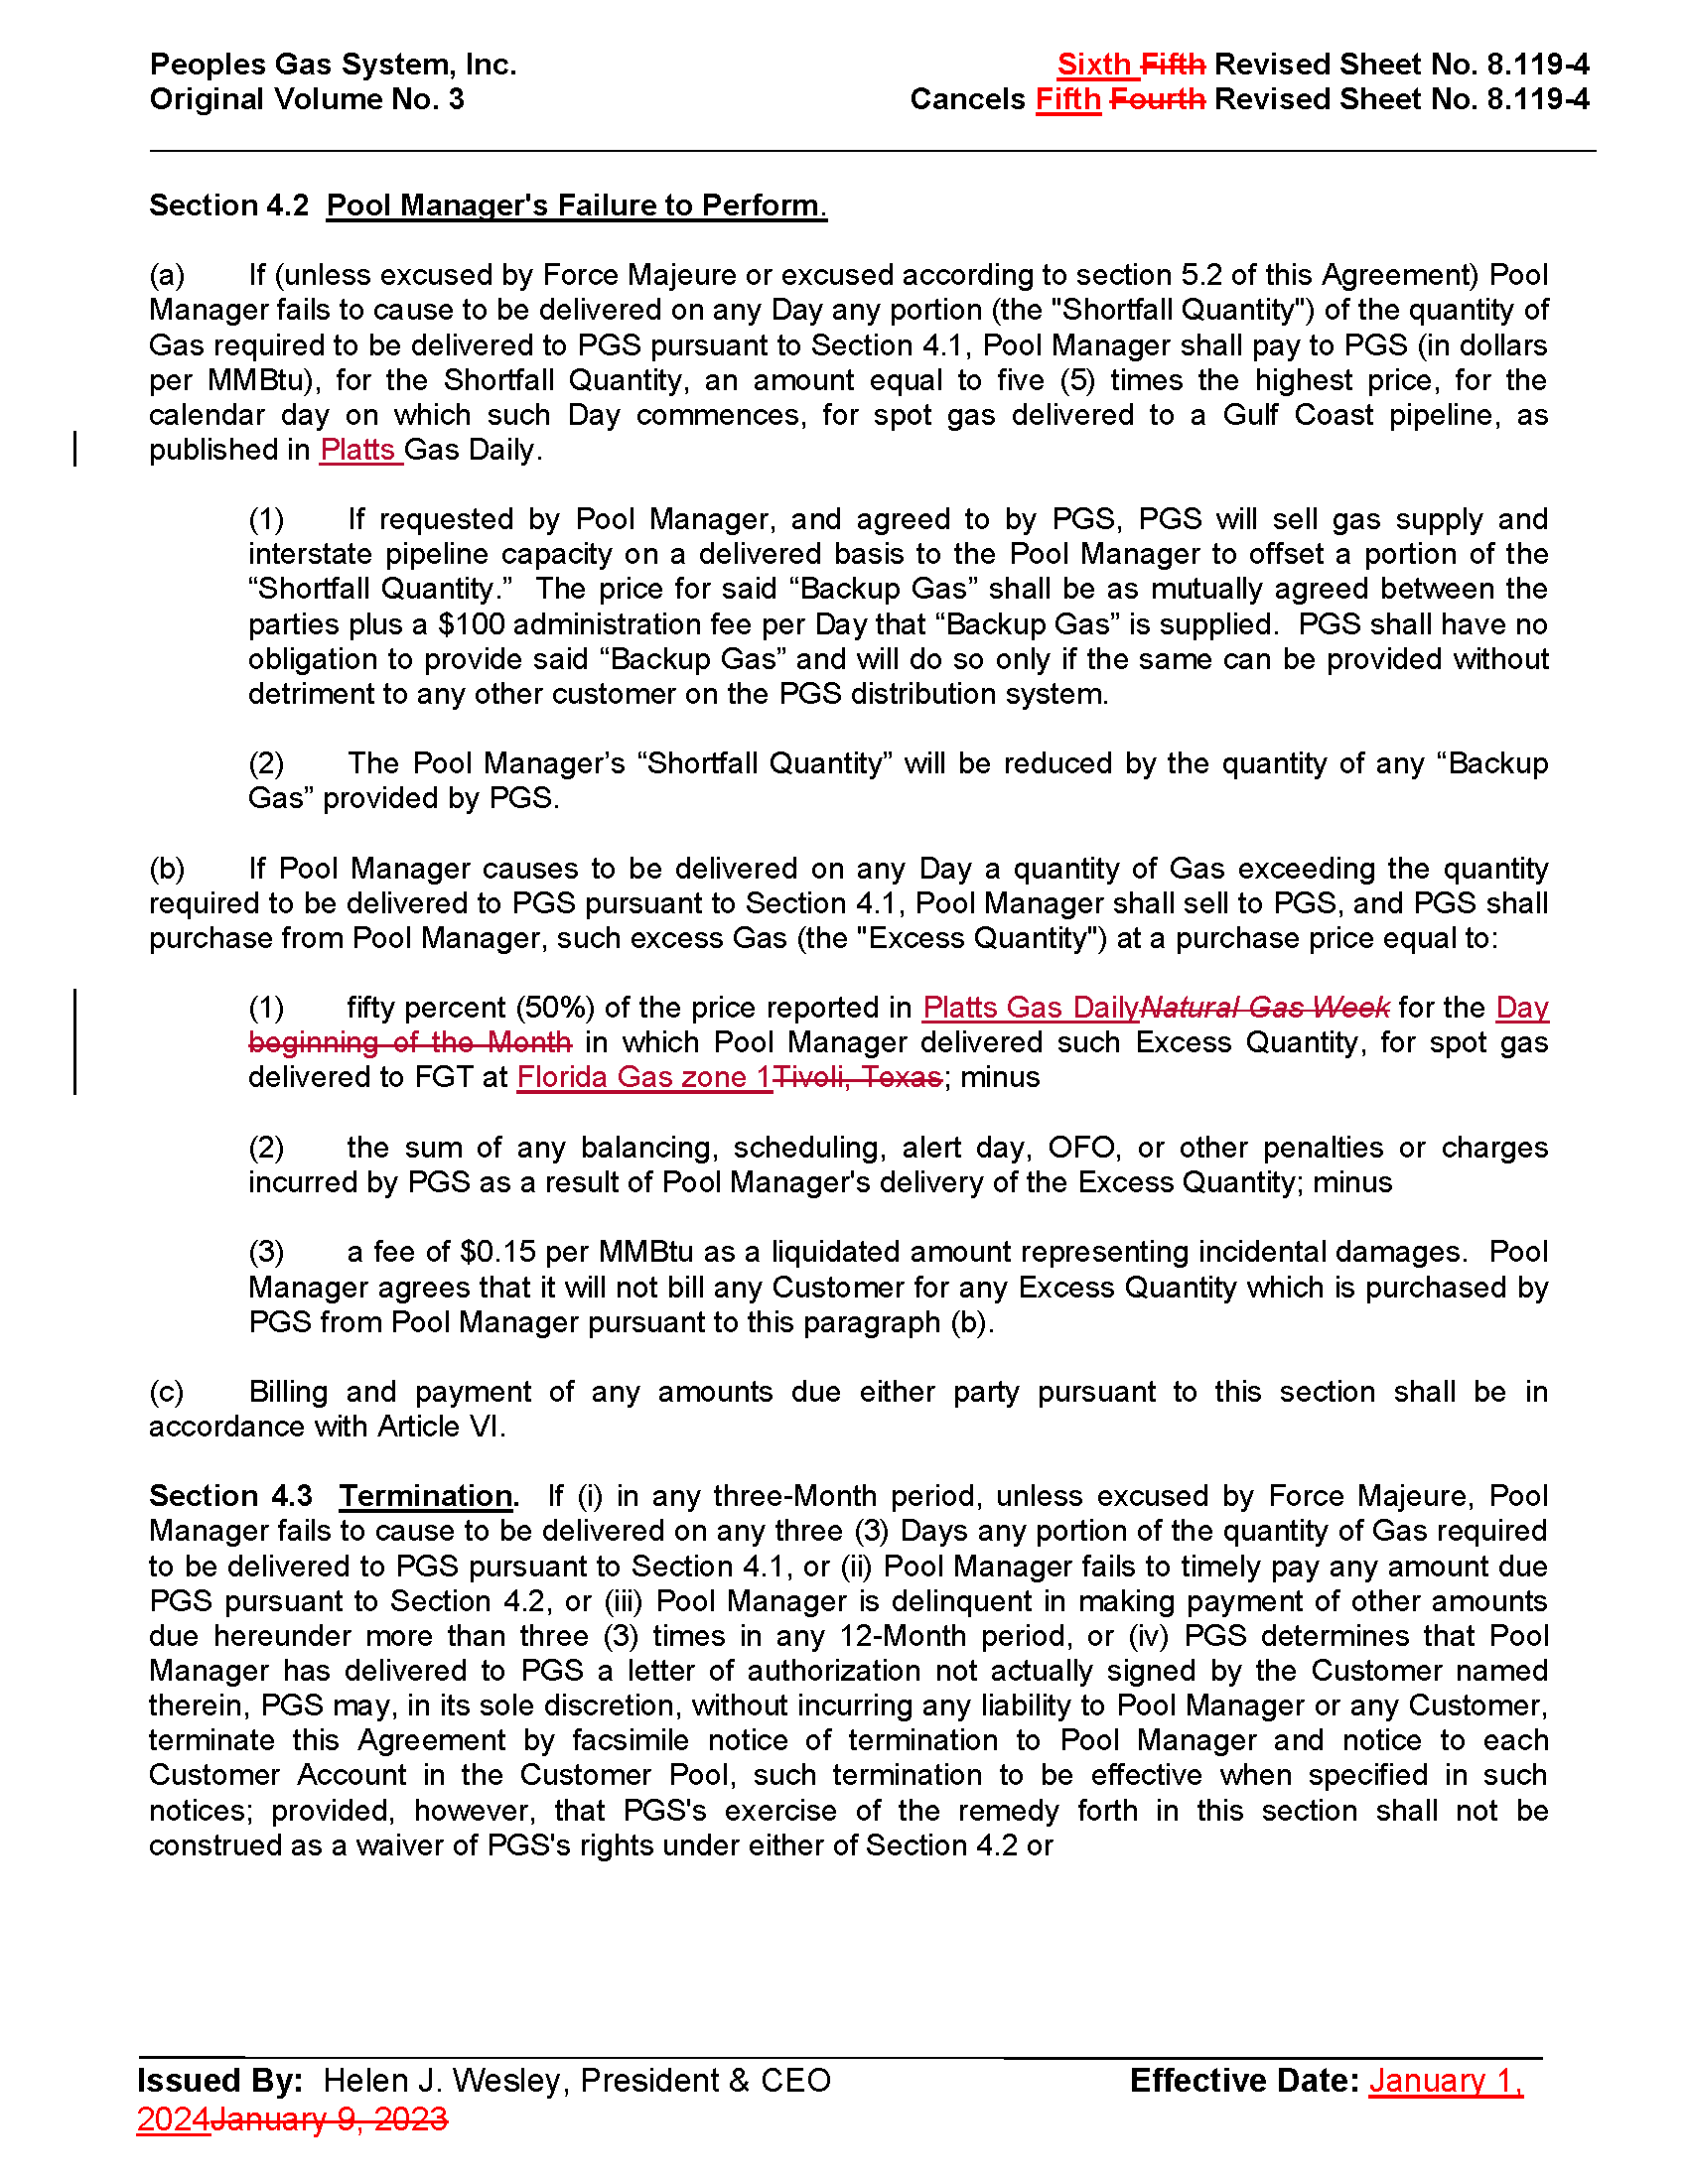 Peoples Gas System, Inc. Sixth Fifth Revised Sheet No. 8.119-4
Original Volume No. 3 Cancels Fifth Fourth Revised Sheet No. 8.119-4
Section 4.2 Pool Manager's Failure to Perform.
(a) If (unless excused by Force Majeure or excused according to section 5.2 of this Agreement) Pool
Manager fails to cause to be delivered on any Day any portion (the "Shortfall Quantity") of the quantity of
Gas required to be delivered to PGS pursuant to Section 4.1, Pool Manager shall pay to PGS (in dollars
per MMBtu), for the Shortfall Quantity, an amount equal to five (5) times the highest price, for the
calendar day on which such Day commences, for spot gas delivered to a Gulf Coast pipeline, as
published in Platts Gas Daily.
(1) If requested by Pool Manager, and agreed to by PGS, PGS will sell gas supply and
interstate pipeline capacity on a delivered basis to the Pool Manager to offset a portion of the
“Shortfall Quantity.” The price for said “Backup Gas” shall be as mutually agreed between the
parties plus a $100 administration fee per Day that “Backup Gas” is supplied. PGS shall have no
obligation to provide said “Backup Gas” and will do so only if the same can be provided without
detriment to any other customer on the PGS distribution system.
(2) The Pool Manager’s “Shortfall Quantity” will be reduced by the quantity of any “Backup
Gas” provided by PGS.
(b) If Pool Manager causes to be delivered on any Day a quantity of Gas exceeding the quantity
required to be delivered to PGS pursuant to Section 4.1, Pool Manager shall sell to PGS, and PGS shall
purchase from Pool Manager, such excess Gas (the "Excess Quantity") at a purchase price equal to:
(1) fifty percent (50%) of the price reported in Platts Gas DailyNatural Gas Week for the Day
beginning of the Month in which Pool Manager delivered such Excess Quantity, for spot gas
delivered to FGT at Florida Gas zone 1Tivoli, Texas; minus
(2) the sum of any balancing, scheduling, alert day, OFO, or other penalties or charges
incurred by PGS as a result of Pool Manager's delivery of the Excess Quantity; minus
(3) a fee of $0.15 per MMBtu as a liquidated amount representing incidental damages. Pool
Manager agrees that it will not bill any Customer for any Excess Quantity which is purchased by
PGS from Pool Manager pursuant to this paragraph (b).
(c) Billing and payment of any amounts due either party pursuant to this section shall be in
accordance with Article VI.
Section 4.3 Termination. If (i) in any three-Month period, unless excused by Force Majeure, Pool
Manager fails to cause to be delivered on any three (3) Days any portion of the quantity of Gas required
to be delivered to PGS pursuant to Section 4.1, or (ii) Pool Manager fails to timely pay any amount due
PGS pursuant to Section 4.2, or (iii) Pool Manager is delinquent in making payment of other amounts
due hereunder more than three (3) times in any 12-Month period, or (iv) PGS determines that Pool
Manager has delivered to PGS a letter of authorization not actually signed by the Customer named
therein, PGS may, in its sole discretion, without incurring any liability to Pool Manager or any Customer,
terminate this Agreement by facsimile notice of termination to Pool Manager and notice to each
Customer Account in the Customer Pool, such termination to be effective when specified in such
notices; provided, however, that PGS's exercise of the remedy forth in this section shall not be
construed as a waiver of PGS's rights under either of Section 4.2 or
Issued By: Helen J. Wesley, President & CEO Effective Date: January 1,
2024January 9, 2023